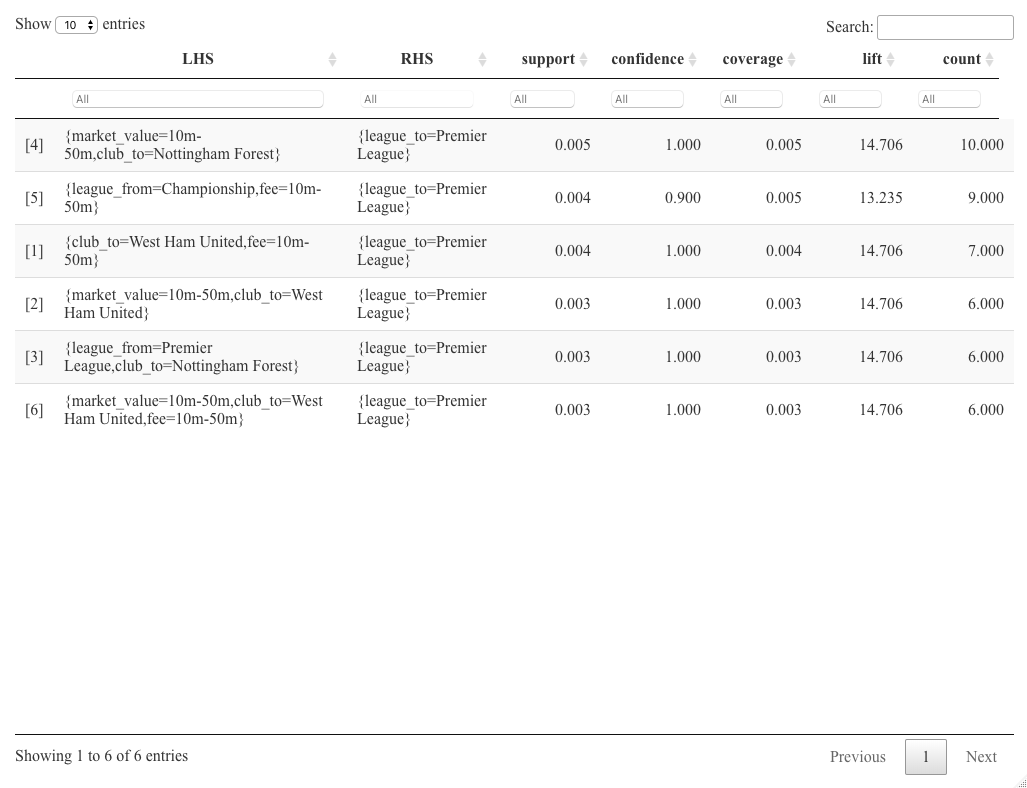 Show 10 entries
Search:
LHS RHS support confidence coverage lift count
All All All All All All All
[4] {market_value=10m- {league_to=Premier 0.005 1.000 0.005 14.706 10.000
50m,club_to=Nottingham Forest} League}
[5] {league_from=Championship,fee=10m- {league_to=Premier 0.004 0.900 0.005 13.235 9.000
50m} League}
[1] {club_to=West Ham United,fee=10m- {league_to=Premier 0.004 1.000 0.004 14.706 7.000
50m} League}
[2] {market_value=10m-50m,club_to=West {league_to=Premier 0.003 1.000 0.003 14.706 6.000
Ham United} League}
[3] {league_from=Premier {league_to=Premier 0.003 1.000 0.003 14.706 6.000
League,club_to=Nottingham Forest} League}
[6] {market_value=10m-50m,club_to=West {league_to=Premier 0.003 1.000 0.003 14.706 6.000
Ham United,fee=10m-50m} League}
Showing 1 to 6 of 6 entries
Previous 1 Next